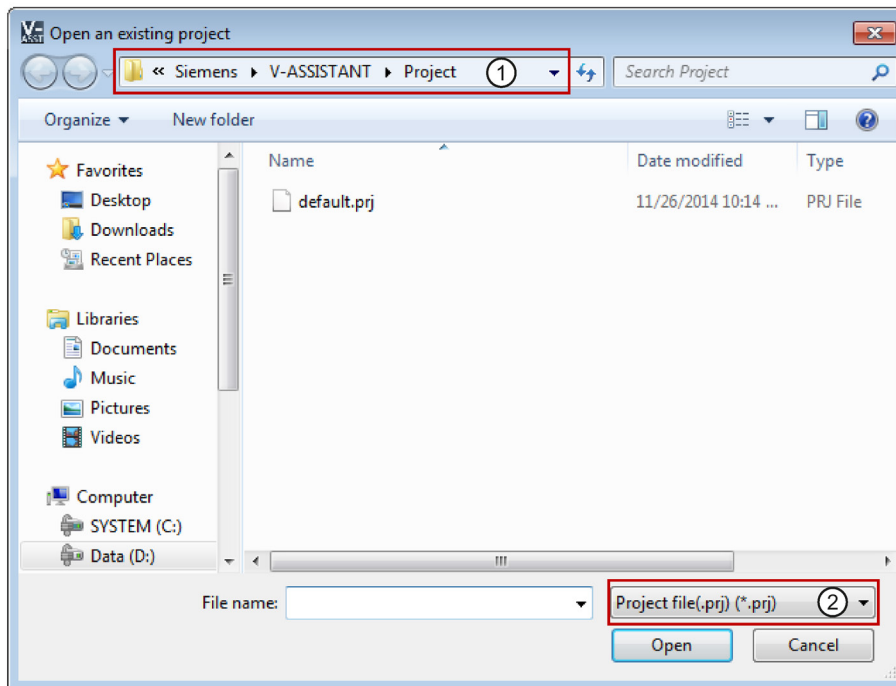 V-ASST Open an existing project
« Siemens ▸ V-ASSISTANT ▸ Project ① Search Project
Organize New folder
Favorites Name Date modified Type
Desktop default.prj 11/26/2014 10:14 ... PRJ File
Downloads
Recent Places
Libraries
Documents
Music
Pictures
Videos
Computer
SYSTEM (C:)
Data (D:)
File name: Project file(.prj) (*.prj) ②
Open Cancel